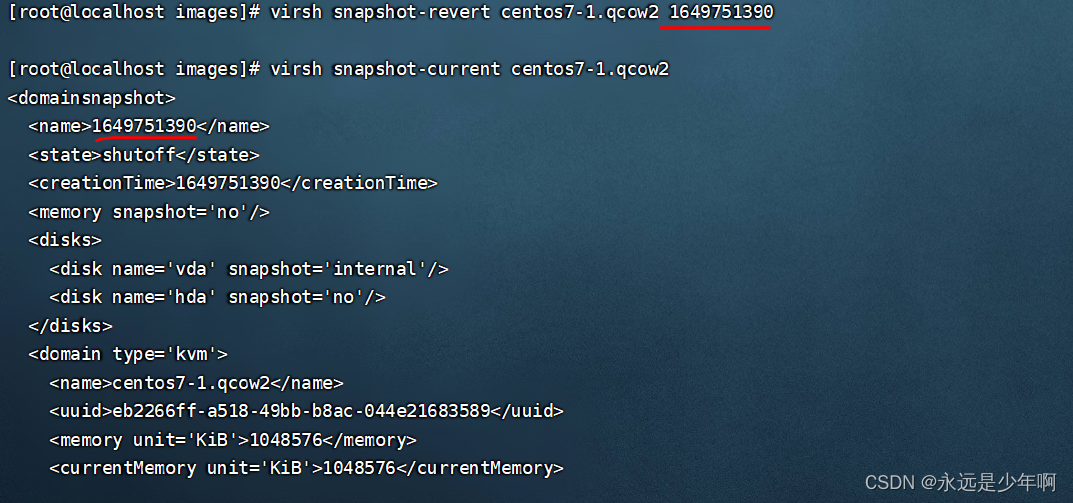 [root@localhost images]# virsh snapshot-revert centos7-1.qcow2 1649751390
[root@localhost images]# virsh snapshot-current centos7-1.qcow2
<domainsnapshot>
  <name>1649751390</name>
  <state>shutoff</state>
  <creationTime>1649751390</creationTime>
  <memory snapshot='no'/>
  <disks>
    <disk name='vda' snapshot='internal'/>
    <disk name='hda' snapshot='no'/>
  </disks>
  <domain type='kvm'>
    <name>centos7-1.qcow2</name>
    <uuid>eb2266ff-a518-49bb-b8ac-044e21683589</uuid>
    <memory unit='KiB'>1048576</memory>
    <currentMemory unit='KiB'>1048576</currentMemory>
CSDN @永远是少年啊